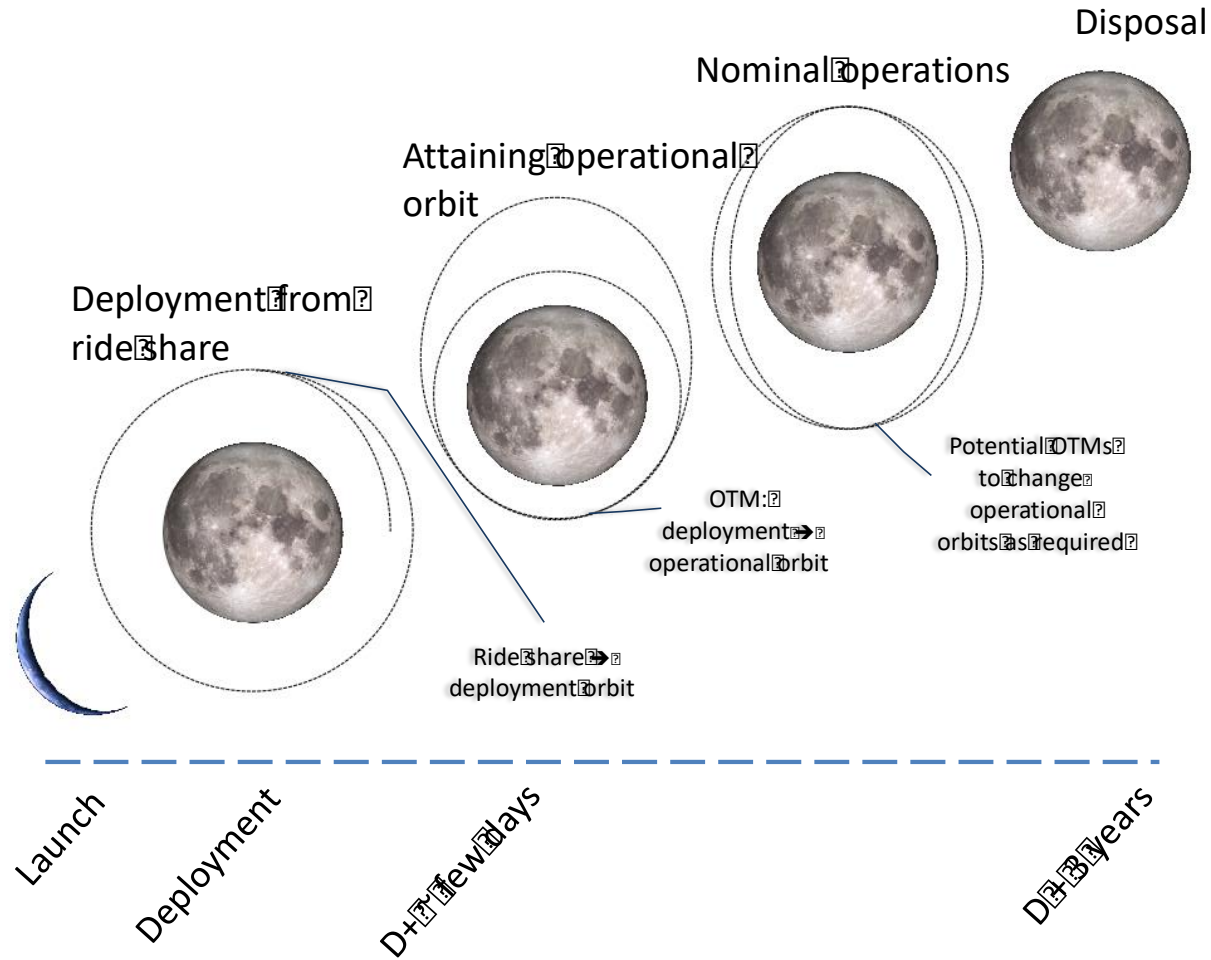 Disposal
Nominal operations
Attaining operational
orbit
Deployment from
ride share
Potential OTMs
to change
operational
orbits as required
OTM:
deployment ➔
operational orbit
Ride share ➔
deployment orbit
Launch
Deployment
D+ ~ few days
D + 3 years